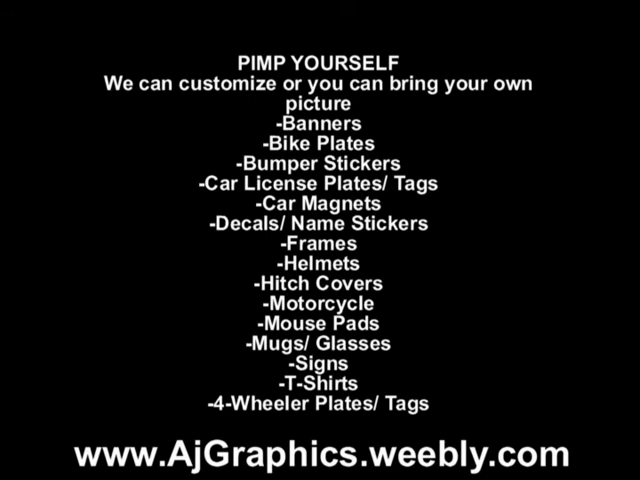 PIMP YOURSELF
We can customize or you can bring your own
picture
-Banners
-Bike Plates
-Bumper Stickers
-Car License Plates/ Tags
-Car Magnets
-Decals/ Name Stickers
-Frames
-Helmets
-Hitch Covers
-Motorcycle
-Mouse Pads
-Mugs/ Glasses
-Signs
-T-Shirts
-4-Wheeler Plates/ Tags
www.AjGraphics.weebly.com